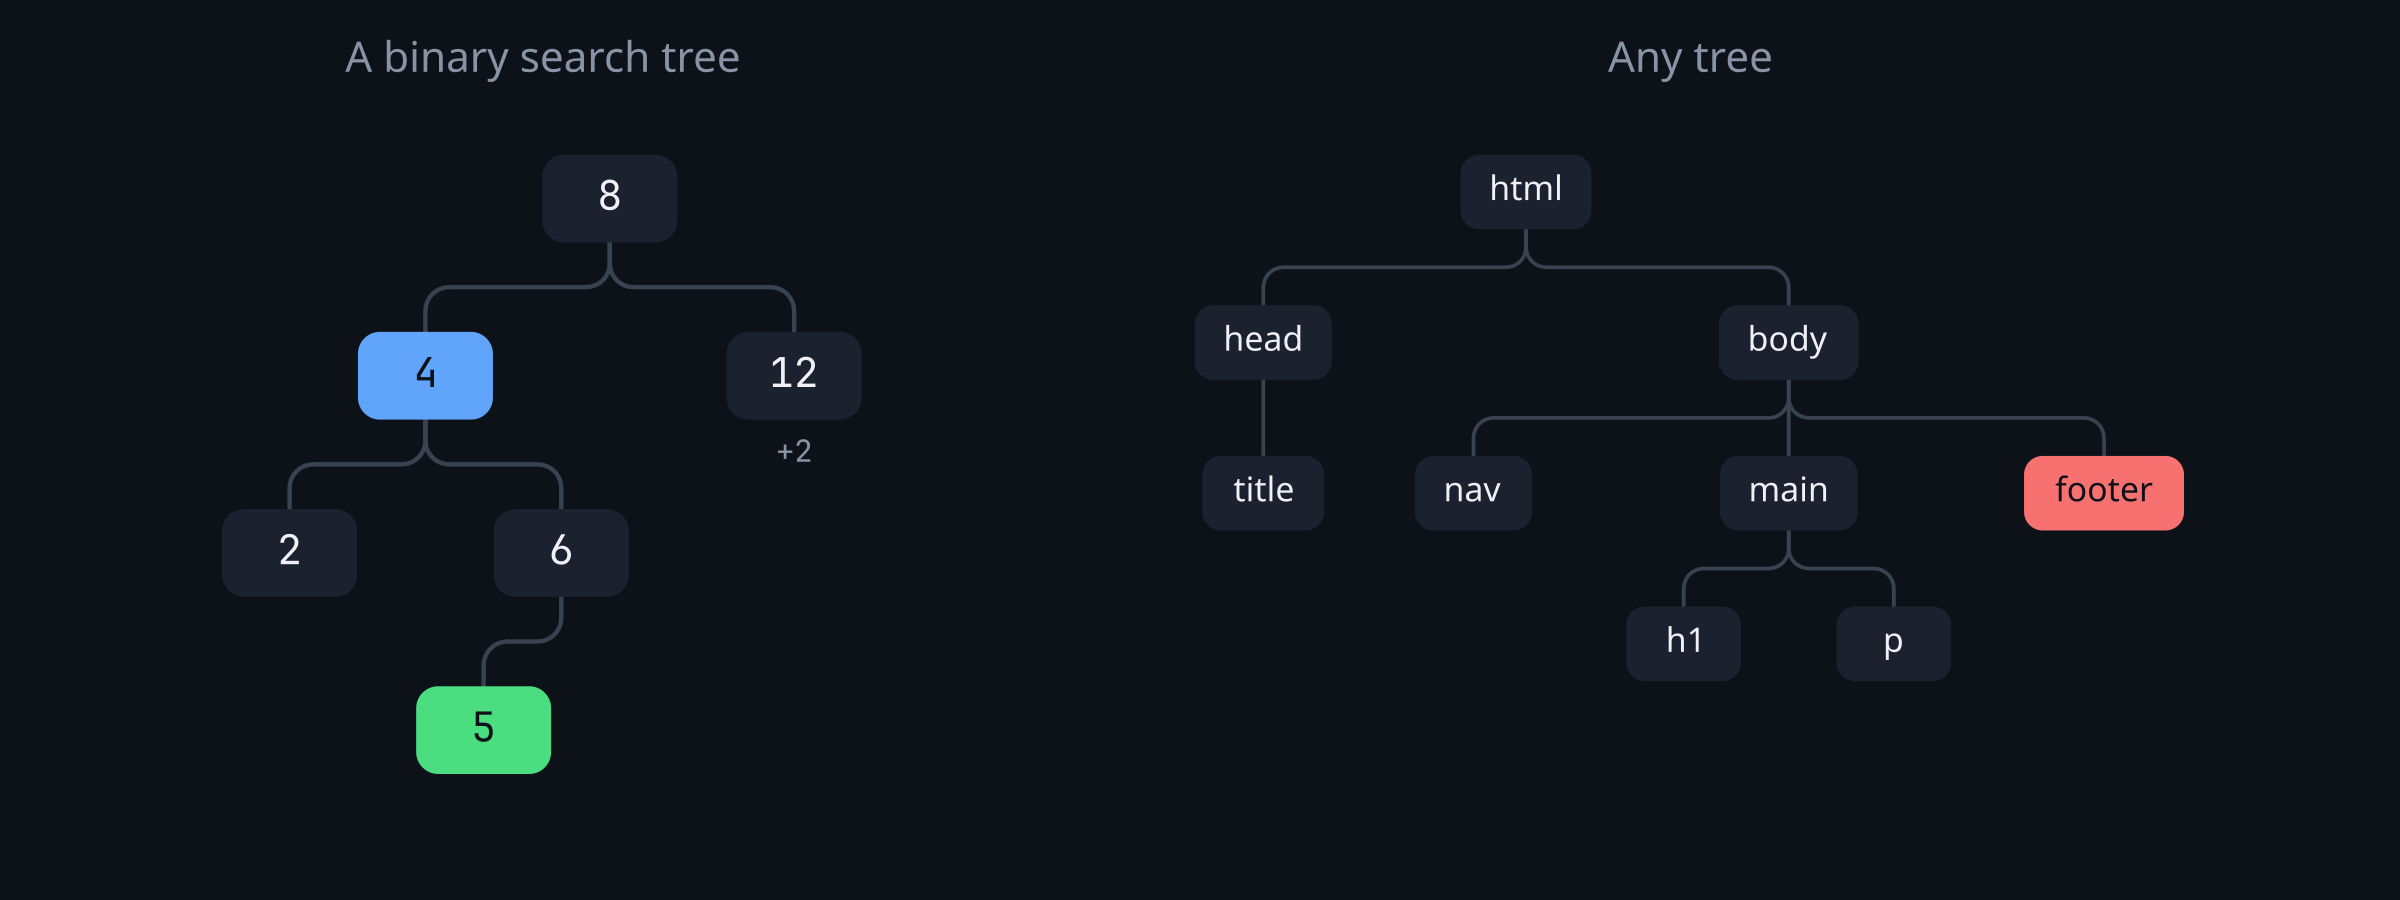 A binary search tree
8
4
12
+2
2
6
5
Any tree
html
head
body
title
nav
main
footer
h1
p